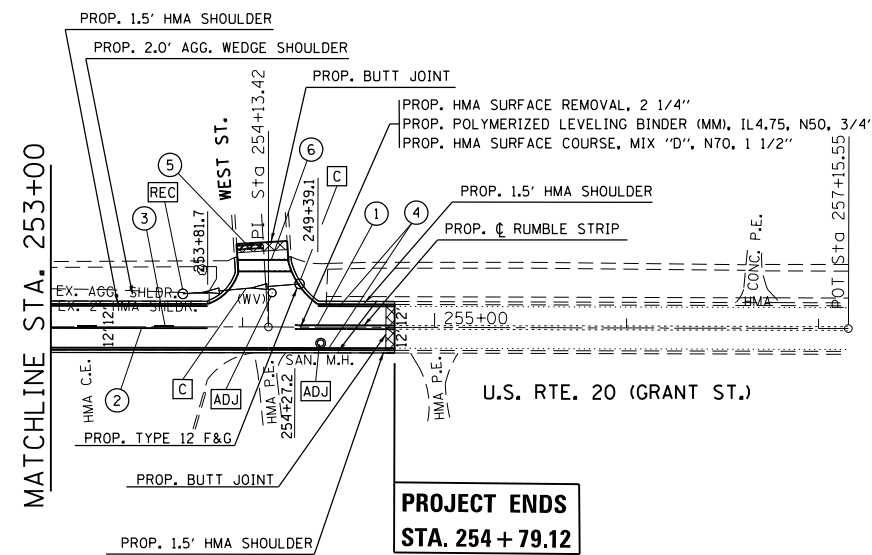 PROP. 1.5' HMA SHOULDER
PROP. 2.0' AGG. WEDGE SHOULDER
PROP. BUTT JOINT
PROP. HMA SURFACE REMOVAL, 2 1/4"
PROP. POLYMERIZED LEVELING BINDER (MM), IL4.75, N50, 3/4"
PROP. HMA SURFACE COURSE, MIX "D", N70, 1 1/2"
WEST ST.
PI Sta 254+13.42
5
6
REC
C
3
253+81.7
249+39.1
1
4
PROP. 1.5' HMA SHOULDER
PROP. ℄ RUMBLE STRIP
MATCHLINE STA. 253+00
EX. AGG. SHLDR.
EX. 2' HMA SHLDR.
(WV)
CONC. P.E.
HMA
POT Sta 257+15.55
12' 12'
12' 12'
255+00
HMA C.E.
2
C
ADJ
HMA P.E.
254+27.2
SAN. M.H.
ADJ
HMA P.E.
U.S. RTE. 20 (GRANT ST.)
PROP. TYPE 12 F&G
PROP. BUTT JOINT
PROP. 1.5' HMA SHOULDER
PROJECT ENDS
STA. 254+79.12